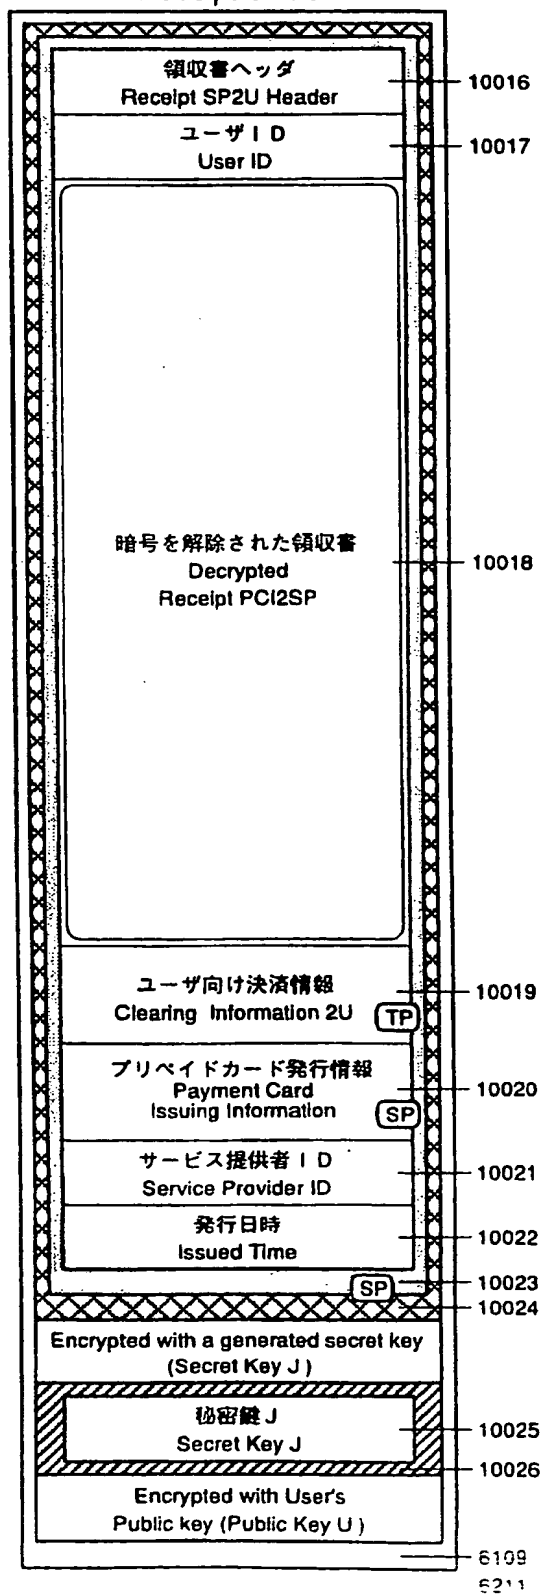 領収書ヘッダ
Receipt SP2U Header
10016
ユーザID
User ID
10017
暗号を解除された領収書
Decrypted
Receipt PCI2SP
10018
ユーザ向け決済情報
Clearing Information 2U
TP
10019
プリペイドカード発行情報
Payment Card
Issuing Information
SP
10020
サービス提供者ID
Service Provider ID
10021
発行日時
Issued Time
10022
SP
10023
10024
Encrypted with a generated secret key
(Secret Key J)
秘密鍵J
Secret Key J
10025
10026
Encrypted with User's
Public key (Public Key U)
6109
6211